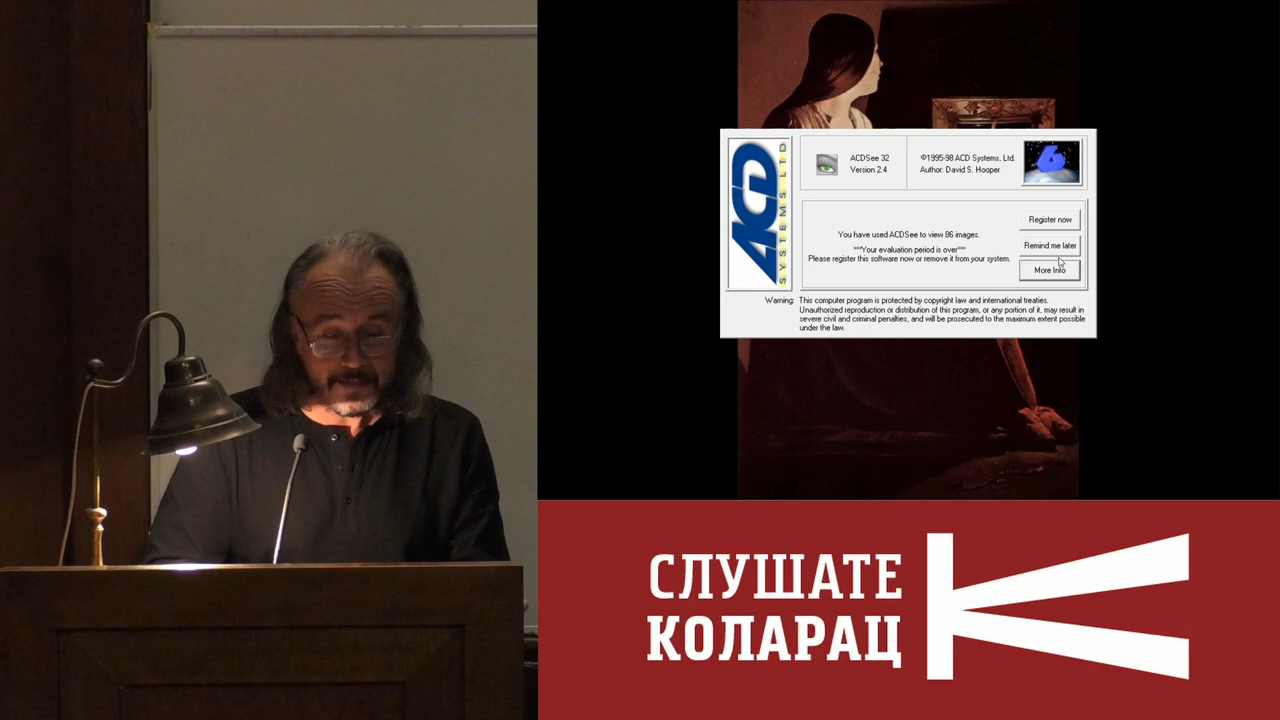 ACD
SYSTEMS LTD
ACDSee 32
Version 2.4
©1995-98 ACD Systems, Ltd.
Author: David S. Hooper
6
You have used ACDSee to view 86 images.
***Your evaluation period is over***
Please register this software now or remove it from your system.
Register now
Remind me later
More Info
Warning: This computer program is protected by copyright law and international treaties.
Unauthorized reproduction or distribution of this program, or any portion of it, may result in
severe civil and criminal penalties, and will be prosecuted to the maximum extent possible
under the law.
СЛУШАТЕ
КОЛАРАЦ